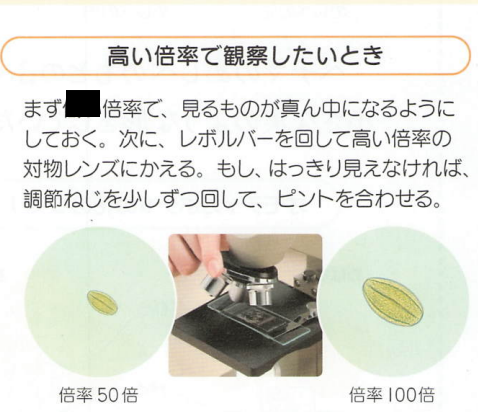 高い倍率で観察したいとき
まず倍率で、見るものが真ん中になるように
しておく。次に、レボルバーを回して高い倍率の
対物レンズにかえる。もし、はっきり見えなければ、
調節ねじを少しずつ回して、ピントを合わせる。
倍率50倍
倍率100倍